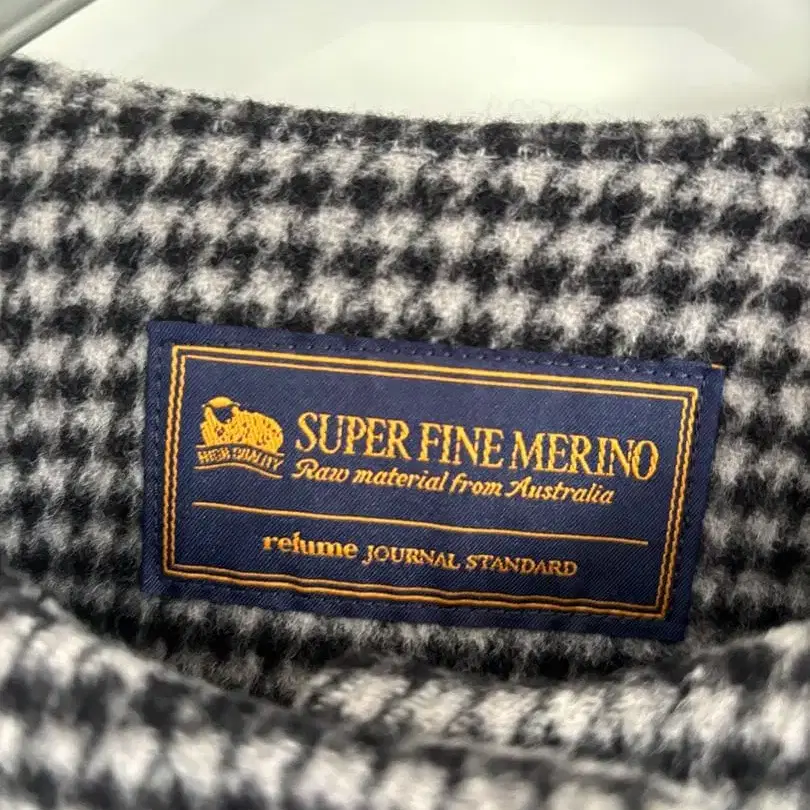 SUPER FINE MERINO
HIGH QUALITY
Raw material from Australia
relume JOURNAL STANDARD